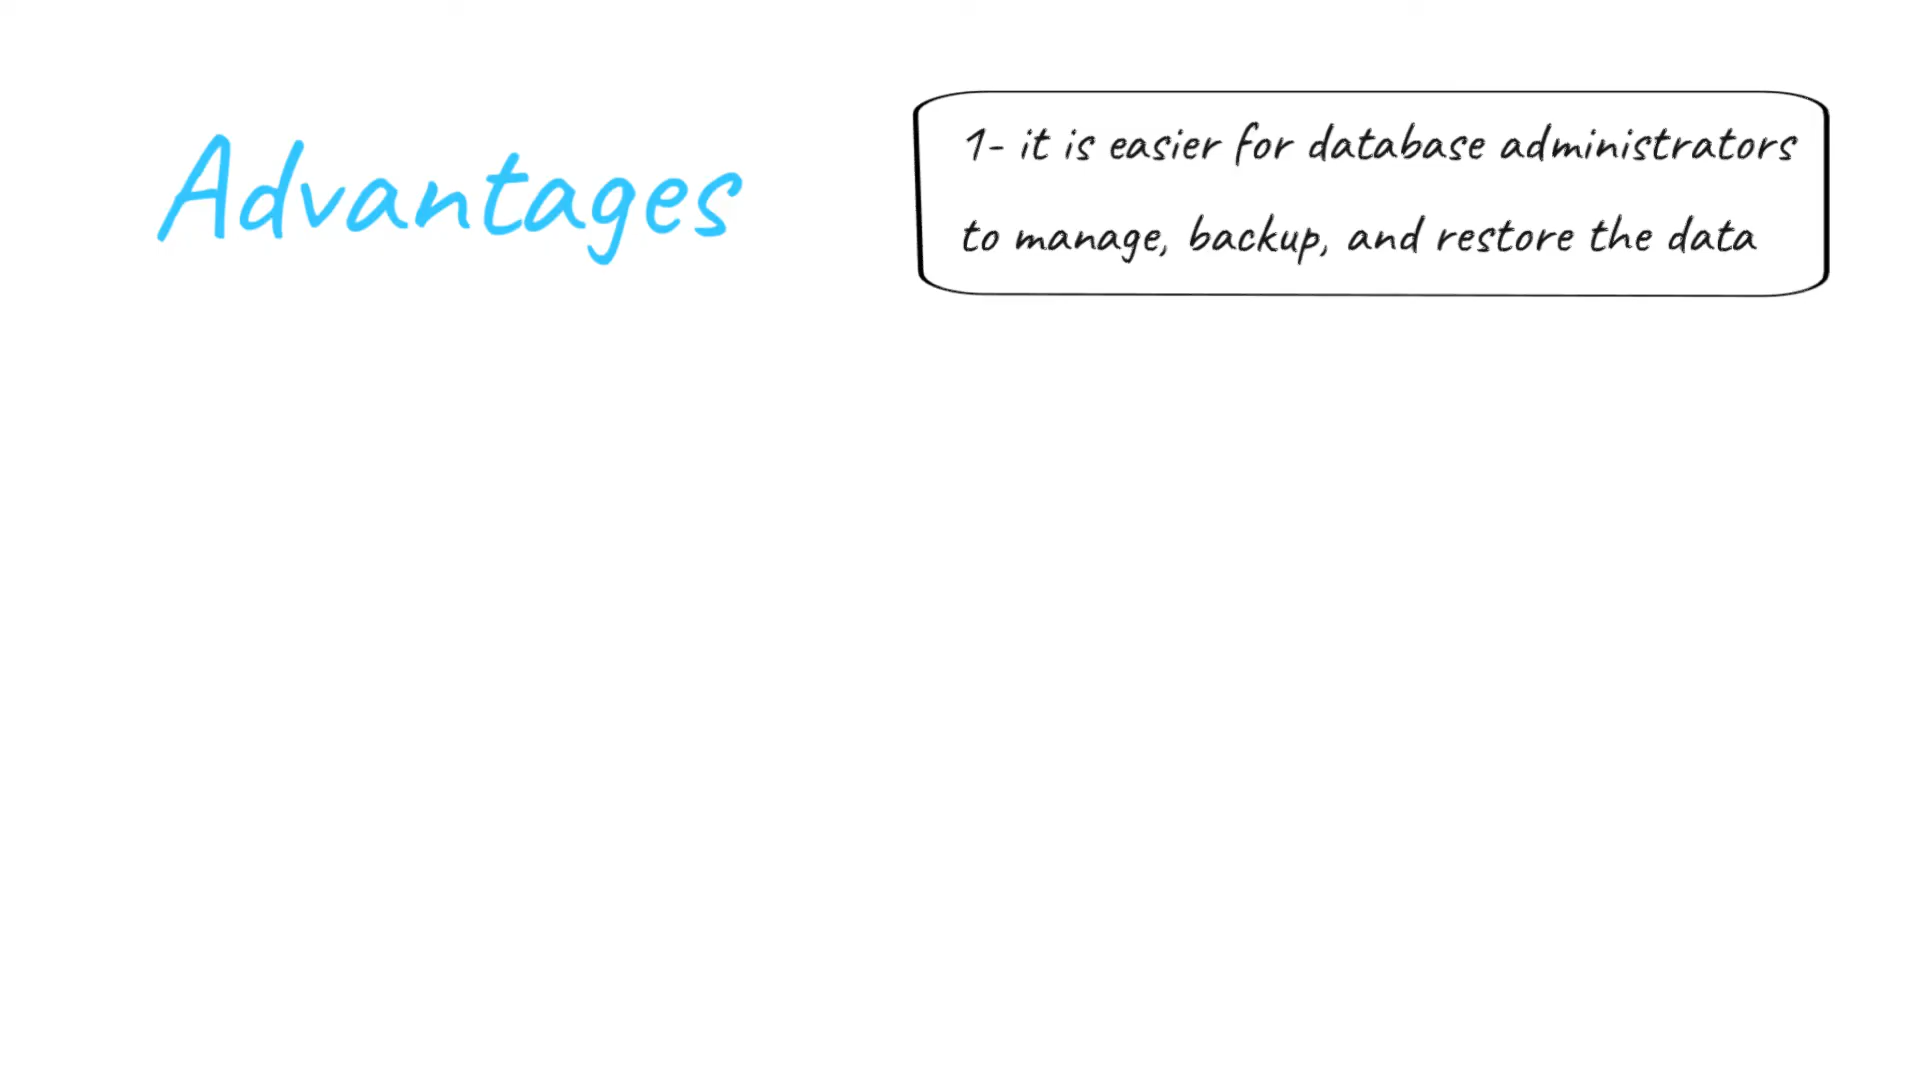 Advantages
1- it is easier for database administrators
to manage, backup, and restore the data